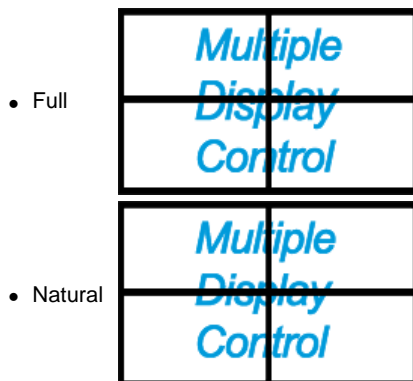 Multiple
• Full
Display
Control
Multiple
• Natural
Display
Control